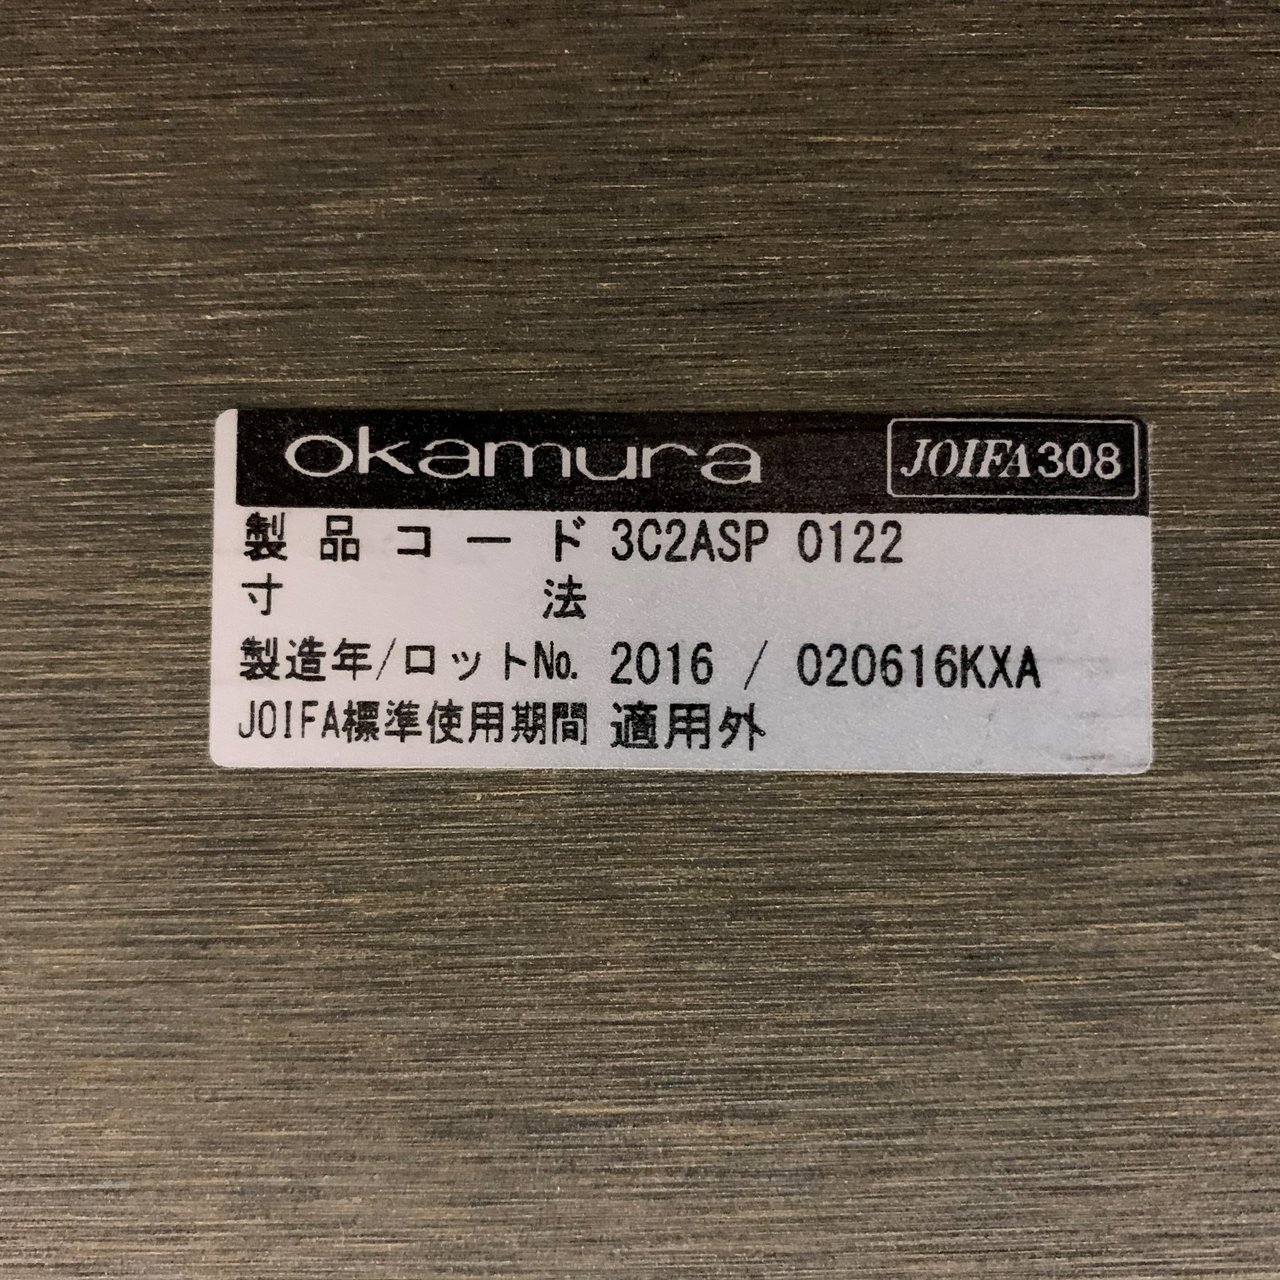 okamura JOIFA308
製品コード 3C2ASP 0122
寸法
製造年/ロットNo. 2016 / 020616KXA
JOIFA標準使用期間 適用外